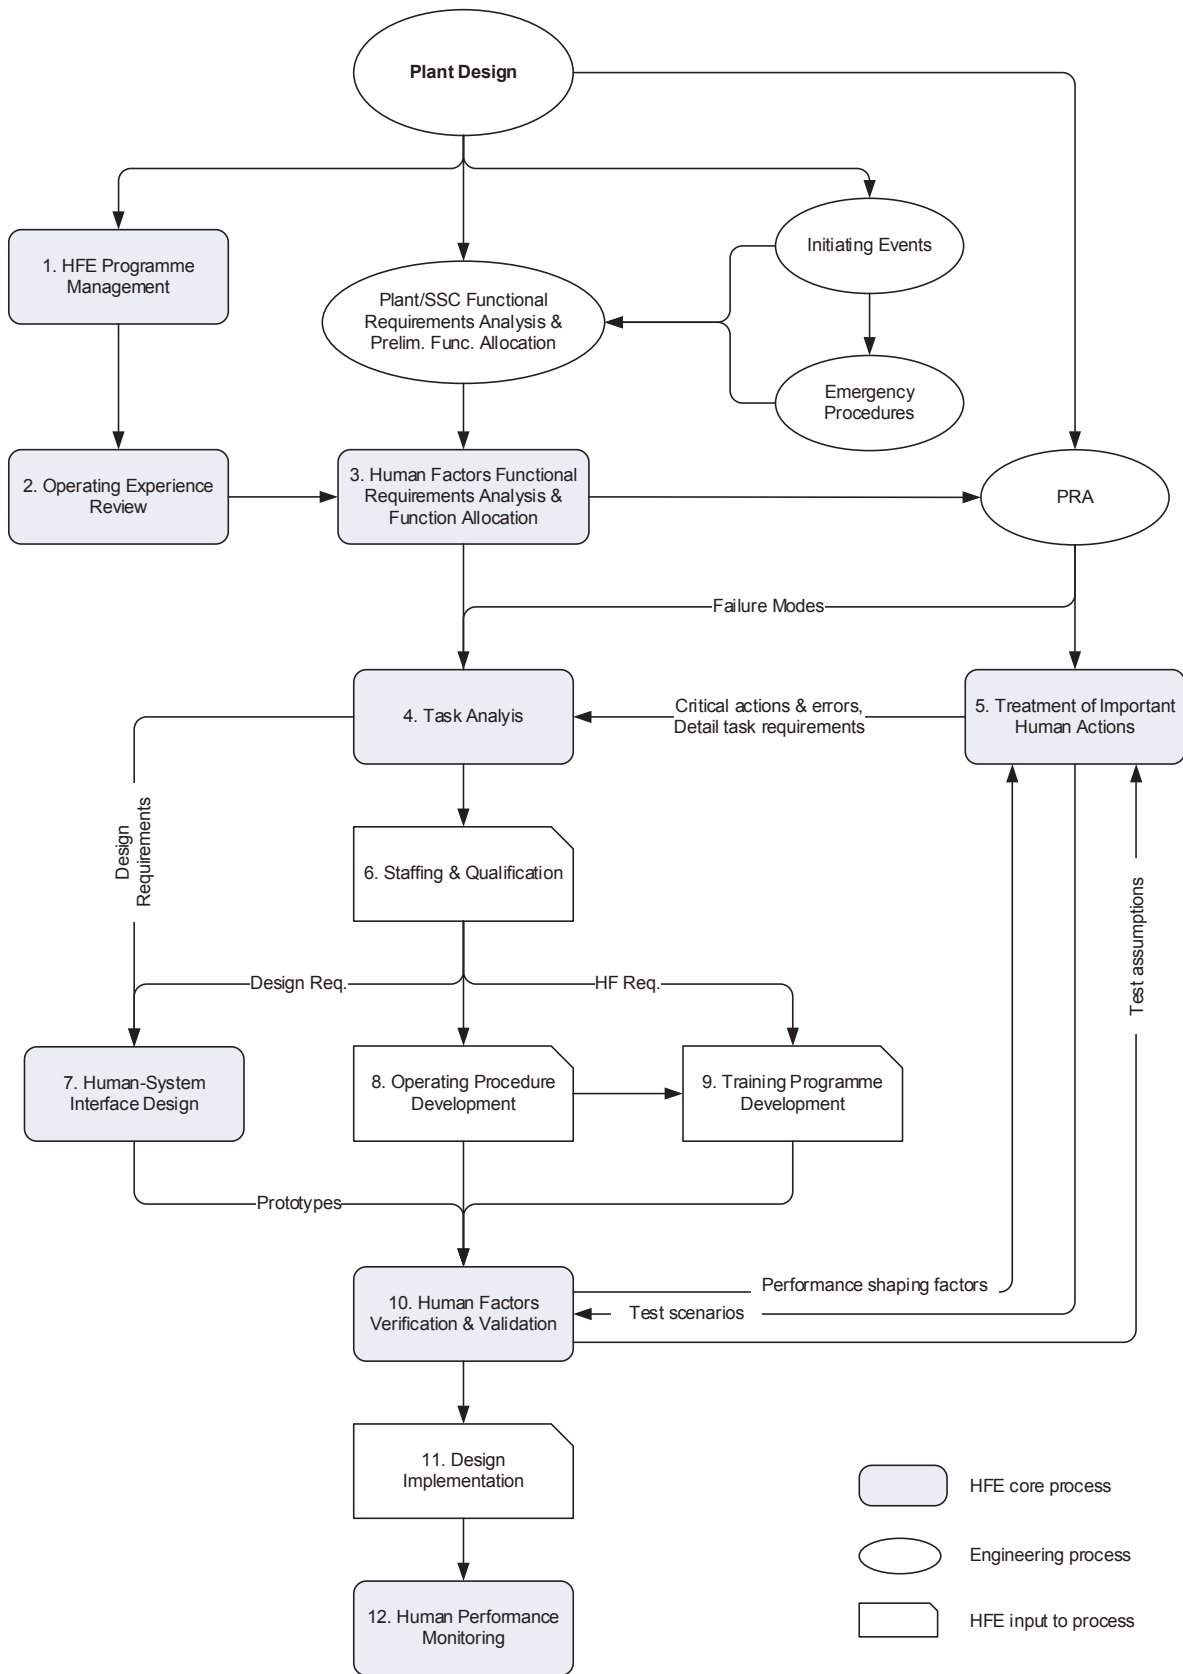 Plant Design
Initiating Events
1. HFE Programme
Management
Plant/SSC Functional
Requirements Analysis &
Prelim. Func. Allocation
Emergency
Procedures
2. Operating Experience
Review
3. Human Factors Functional
Requirements Analysis &
Function Allocation
PRA
Failure Modes
4. Task Analyis
Critical actions & errors,
Detail task requirements
5. Treatment of Important
Human Actions
Design
Requirements
6. Staffing & Qualification
Test assumptions
Design Req.
HF Req.
7. Human-System
Interface Design
8. Operating Procedure
Development
9. Training Programme
Development
Prototypes
10. Human Factors
Verification & Validation
Performance shaping factors
Test scenarios
11. Design
Implementation
HFE core process
Engineering process
12. Human Performance
Monitoring
HFE input to process